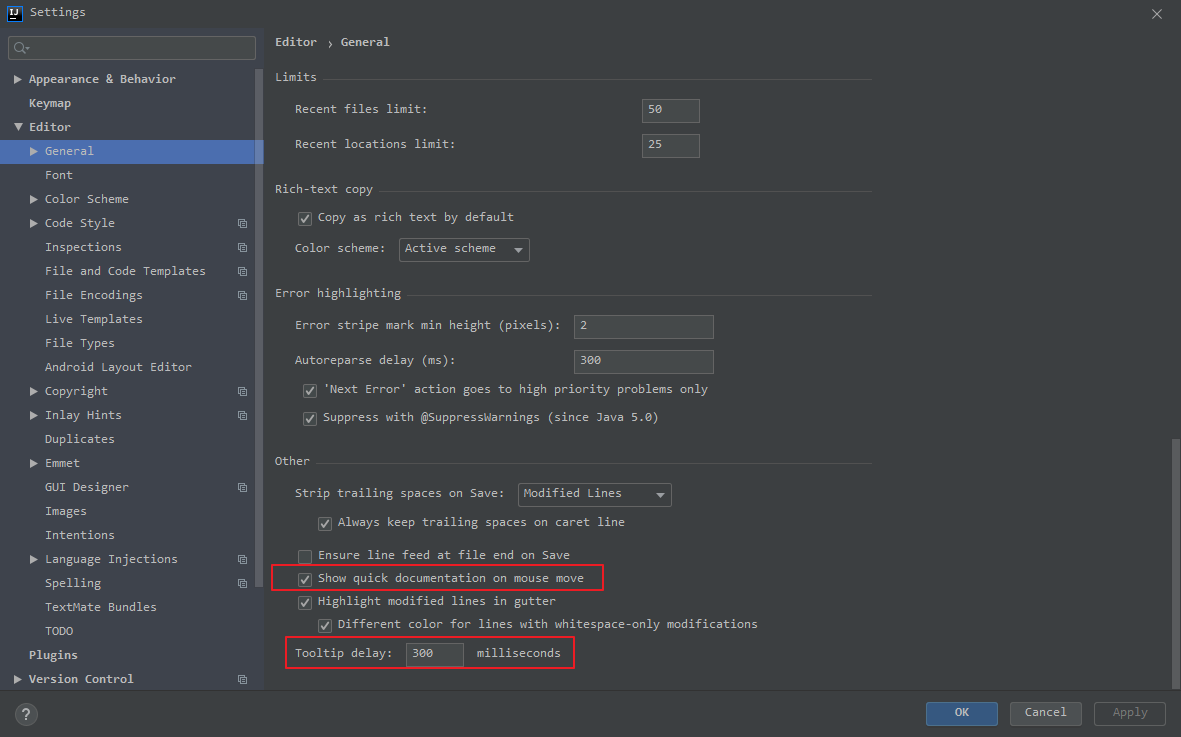 IJ Settings
Appearance & Behavior
Keymap
Editor
General
Font
Color Scheme
Code Style
Inspections
File and Code Templates
File Encodings
Live Templates
File Types
Android Layout Editor
Copyright
Inlay Hints
Duplicates
Emmet
GUI Designer
Images
Intentions
Language Injections
Spelling
TextMate Bundles
TODO
Plugins
Version Control
Editor › General
Limits
Recent files limit: 50
Recent locations limit: 25
Rich-text copy
Copy as rich text by default
Color scheme: Active scheme
Error highlighting
Error stripe mark min height (pixels): 2
Autoreparse delay (ms): 300
'Next Error' action goes to high priority problems only
Suppress with @SuppressWarnings (since Java 5.0)
Other
Strip trailing spaces on Save: Modified Lines
Always keep trailing spaces on caret line
Ensure line feed at file end on Save
Show quick documentation on mouse move
Highlight modified lines in gutter
Different color for lines with whitespace-only modifications
Tooltip delay: 300 milliseconds
? OK Cancel Apply